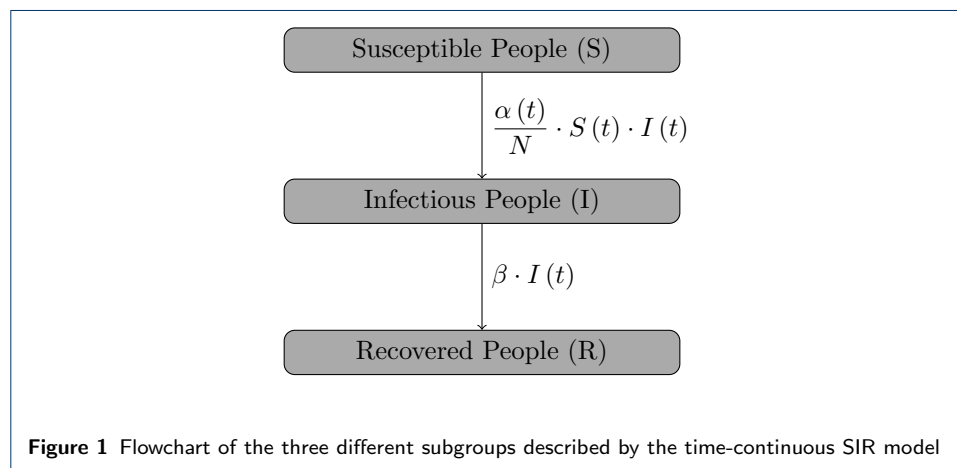 Susceptible People (S)
α (t)
N
· S (t) · I (t)
Infectious People (I)
β · I (t)
Recovered People (R)
Figure 1 Flowchart of the three different subgroups described by the time-continuous SIR model